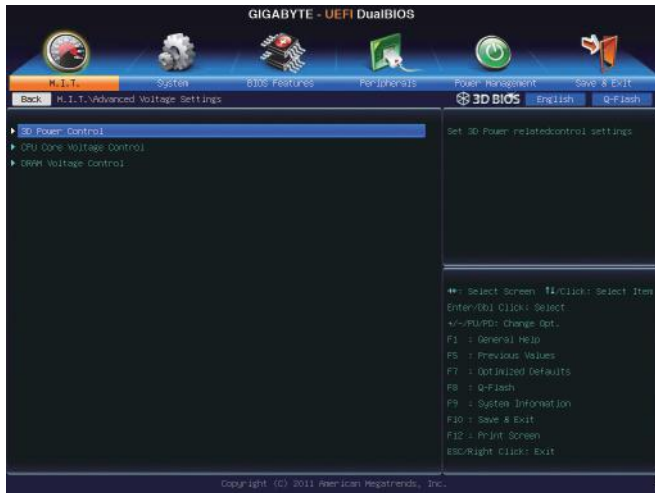 GIGABYTE - UEFI DualBIOS
M.I.T.
System
BIOS Features
Peripherals
Power Management
Save & Exit
Back
M.I.T.\Advanced Voltage Settings
3D BIOS
English
Q-Flash
3D Power Control
CPU Core Voltage Control
DRAM Voltage Control
Set 3D Power relatedcontrol settings
→←: Select Screen ↑↓/Click: Select Item
Enter/Dbl Click: Select
+/-/PU/PD: Change Opt.
F1 : General Help
F5 : Previous Values
F7 : Optimized Defaults
F8 : Q-Flash
F9 : System Information
F10 : Save & Exit
F12 : Print Screen
ESC/Right Click: Exit
Copyright (C) 2011 American Megatrends, Inc.